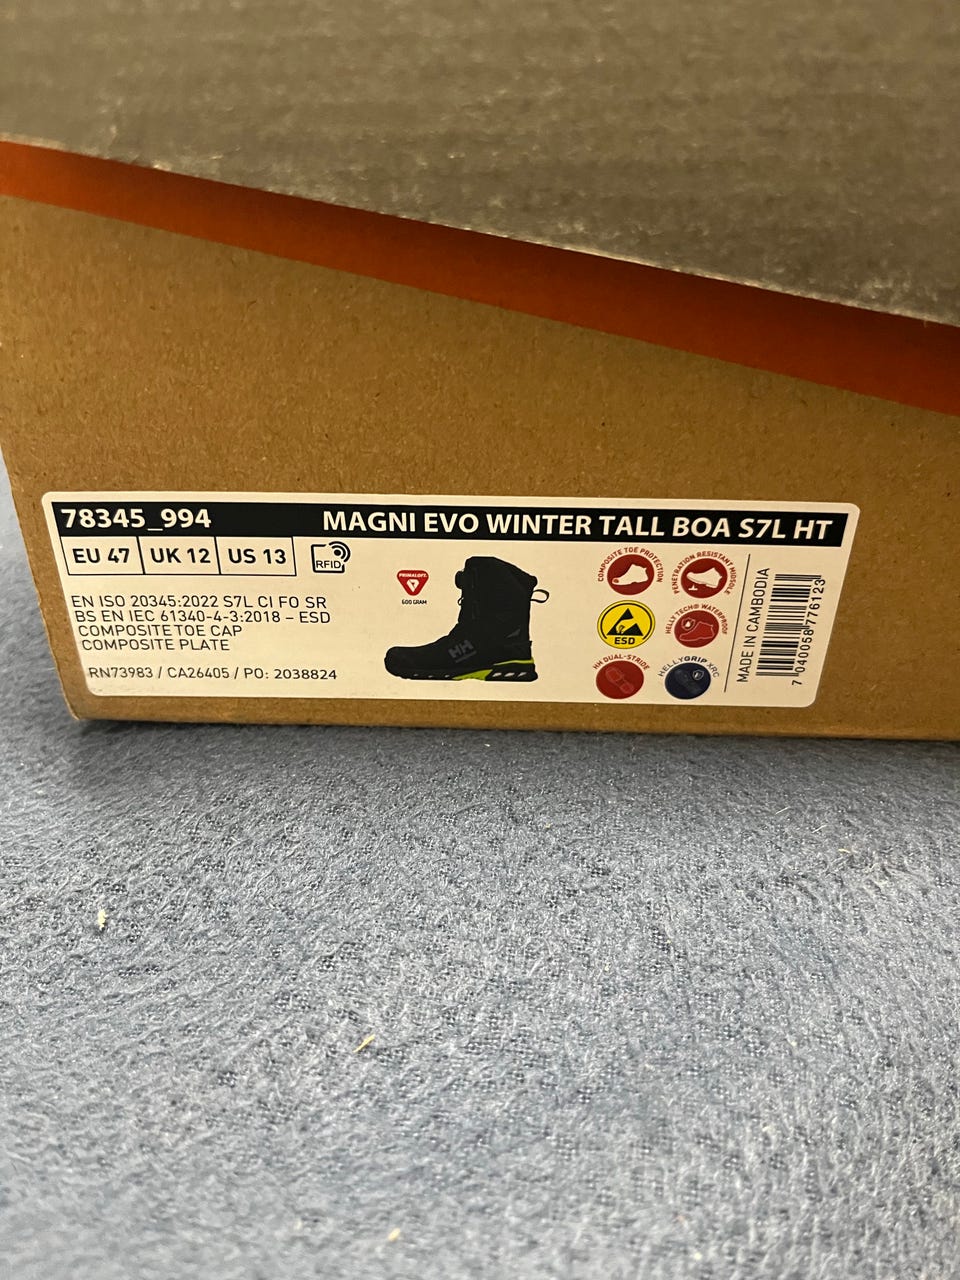 78345_994
MAGNI EVO WINTER TALL BOA S7L HT
EU 47 UK 12 US 13
RFID
PRIMALOFT
600 GRAM
EN ISO 20345:2022 S7L CI FO SR
BS EN IEC 61340-4-3:2018 – ESD
COMPOSITE TOE CAP
COMPOSITE PLATE
RN73983 / CA26405 / PO: 2038824
HH
COMPOSITE TOE PROTECTION
PENETRATION RESISTANT MIDSOLE
ESD
HELLY TECH® WATERPROOF
HH DUAL-STRIDE
HELLYGRIP XRG
MADE IN CAMBODIA
7 040058 776123